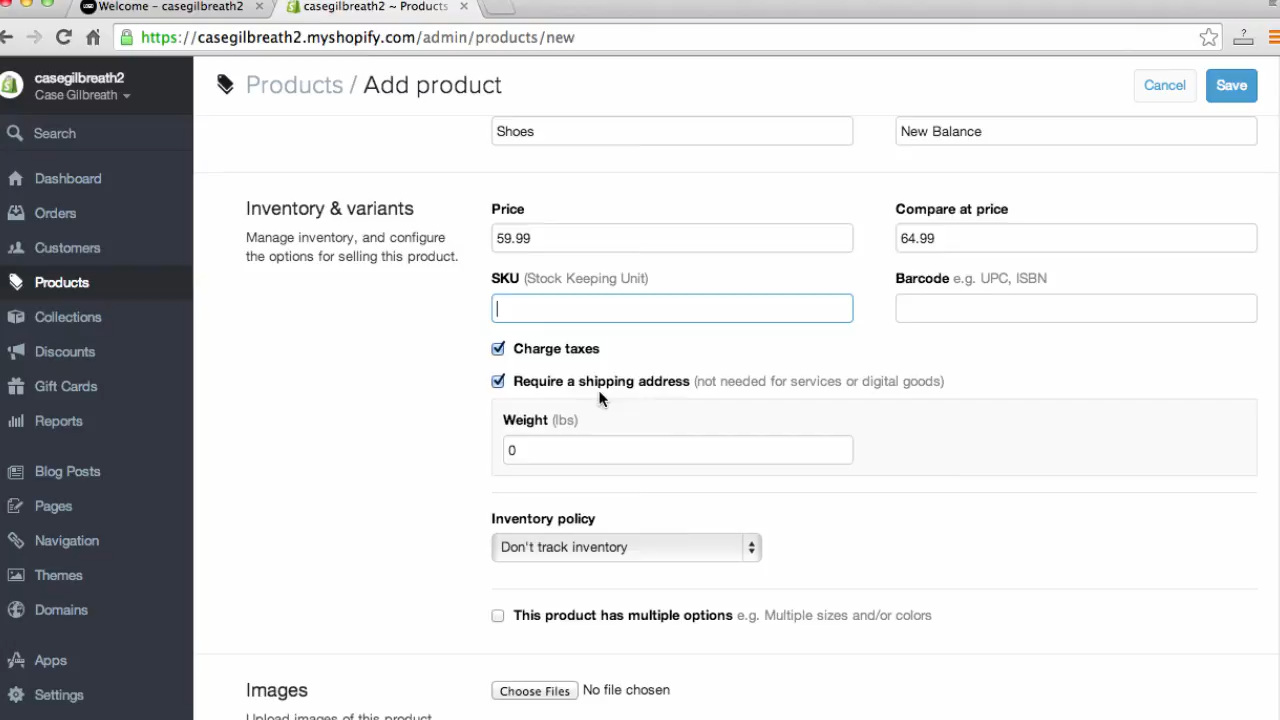 Welcome ~ casegilbreath2
casegilbreath2 ~ Products
https://casegilbreath2.myshopify.com/admin/products/new
casegilbreath2
Case Gilbreath
Search
Dashboard
Orders
Customers
Products
Collections
Discounts
Gift Cards
Reports
Blog Posts
Pages
Navigation
Themes
Domains
Apps
Settings
Products / Add product
Cancel
Save
Shoes
New Balance
Inventory & variants
Manage inventory, and configure
the options for selling this product.
Price
59.99
Compare at price
64.99
SKU (Stock Keeping Unit)
Barcode e.g. UPC, ISBN
Charge taxes
Require a shipping address (not needed for services or digital goods)
Weight (lbs)
0
Inventory policy
Don't track inventory
This product has multiple options e.g. Multiple sizes and/or colors
Images
Upload images of this product
Choose Files No file chosen